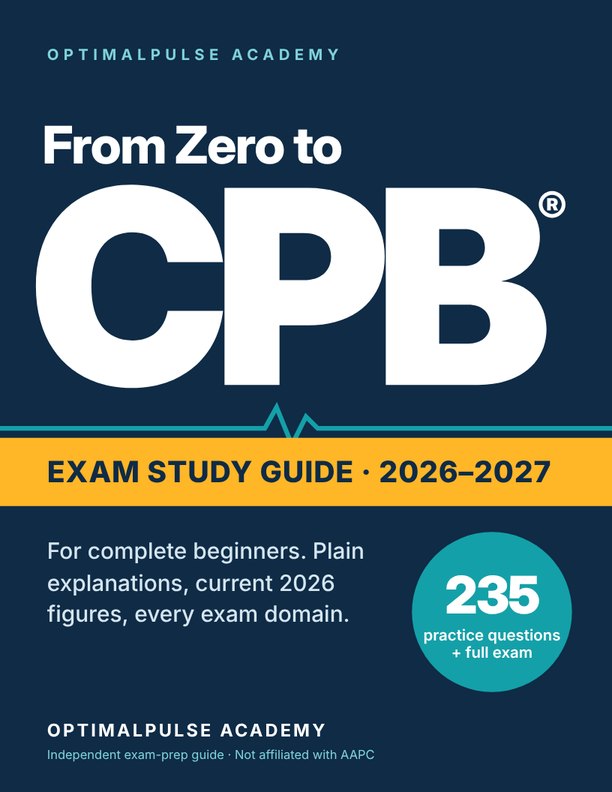 OPTIMALPULSE ACADEMY
From Zero to
CPB®
EXAM STUDY GUIDE · 2026–2027
For complete beginners. Plain
explanations, current 2026
figures, every exam domain.
235
practice questions
+ full exam
OPTIMALPULSE ACADEMY
Independent exam-prep guide · Not affiliated with AAPC